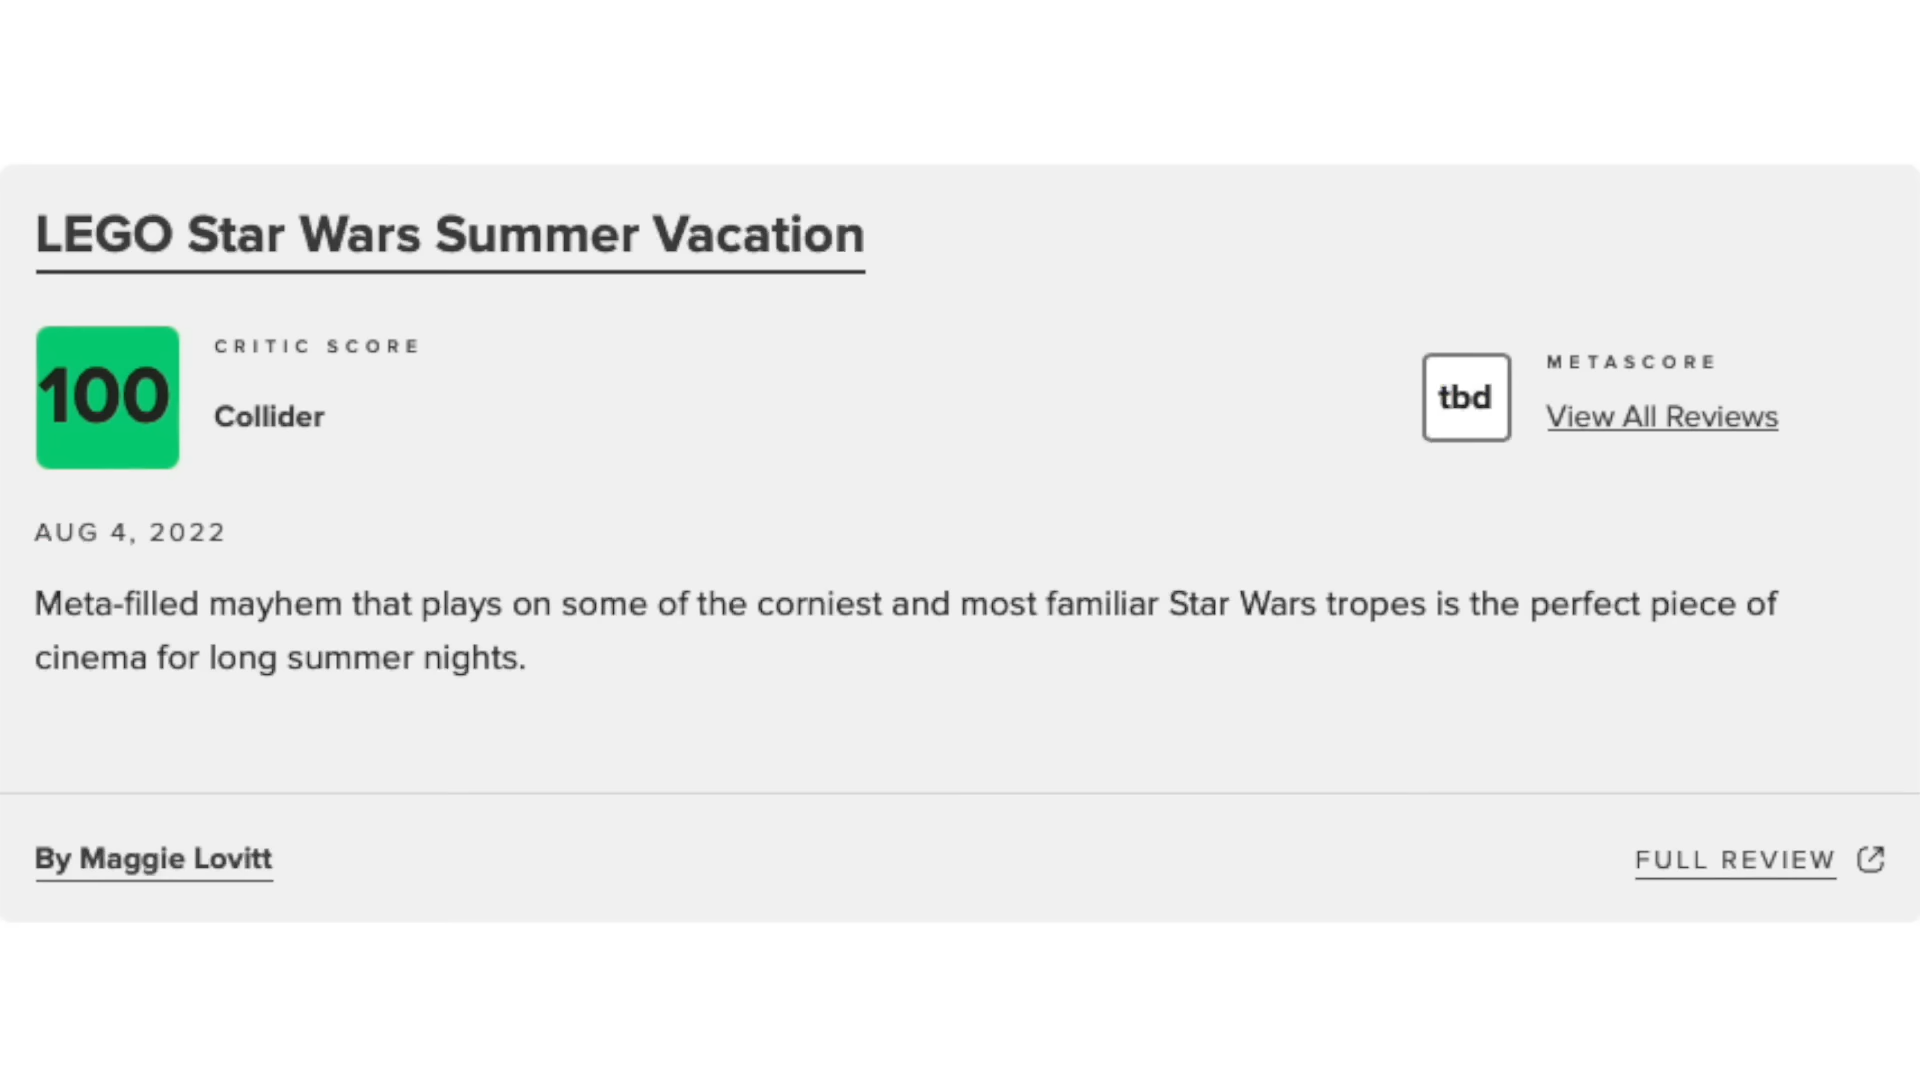 LEGO Star Wars Summer Vacation
100
CRITIC SCORE
Collider
tbd
METASCORE
View All Reviews
AUG 4, 2022
Meta-filled mayhem that plays on some of the corniest and most familiar Star Wars tropes is the perfect piece of
cinema for long summer nights.
By Maggie Lovitt
FULL REVIEW